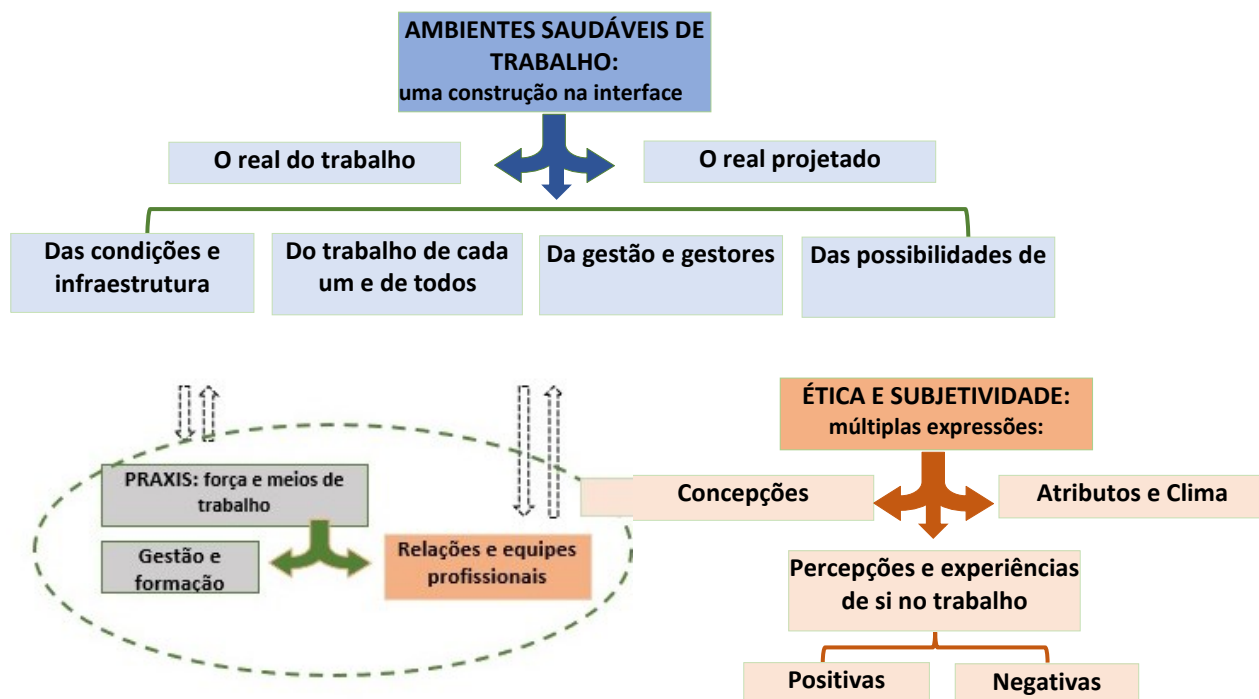 AMBIENTES SAUDÁVEIS DE
TRABALHO:
uma construção na interface
O real do trabalho
O real projetado
Das condições e
infraestrutura
Do trabalho de cada
um e de todos
Da gestão e gestores
Das possibilidades de
PRAXIS: força e meios de
trabalho
Gestão e
formação
Relações e equipes
profissionais
ÉTICA E SUBJETIVIDADE:
múltiplas expressões:
Concepções
Atributos e Clima
Percepções e experiências
de si no trabalho
Positivas
Negativas